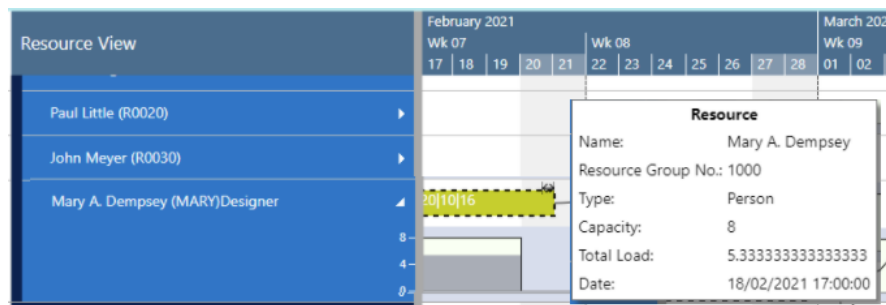 Resource View
February 2021
March 202
Wk 07
Wk 08
Wk 09
17 18 19 20 21 22 23 24 25 26 27 28 01 02
Paul Little (R0020)
John Meyer (R0030)
Mary A. Dempsey (MARY)Designer
20|10|16
8
4
0
Resource
Name: Mary A. Dempsey
Resource Group No.: 1000
Type: Person
Capacity: 8
Total Load: 5.333333333333333
Date: 18/02/2021 17:00:00